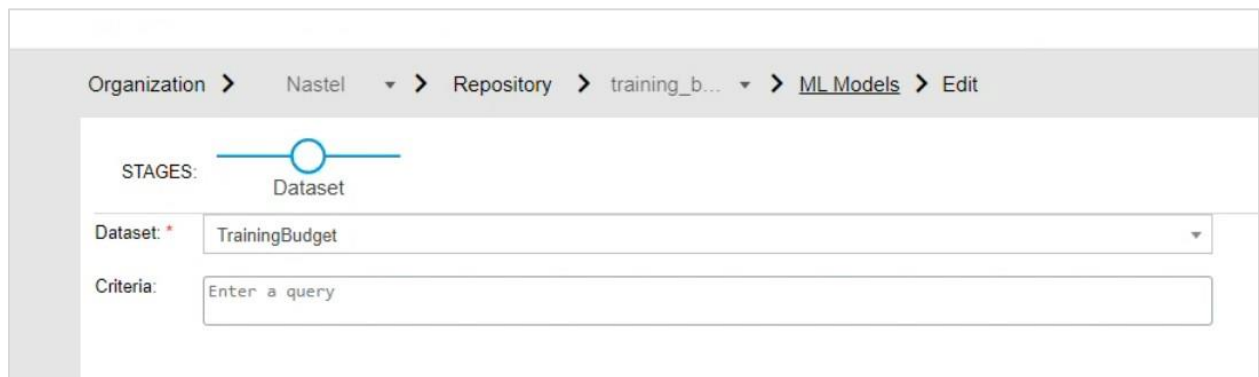 Organization > Nastel > Repository > training_b... > ML Models > Edit
STAGES:
Dataset
Dataset: * TrainingBudget
Criteria: Enter a query